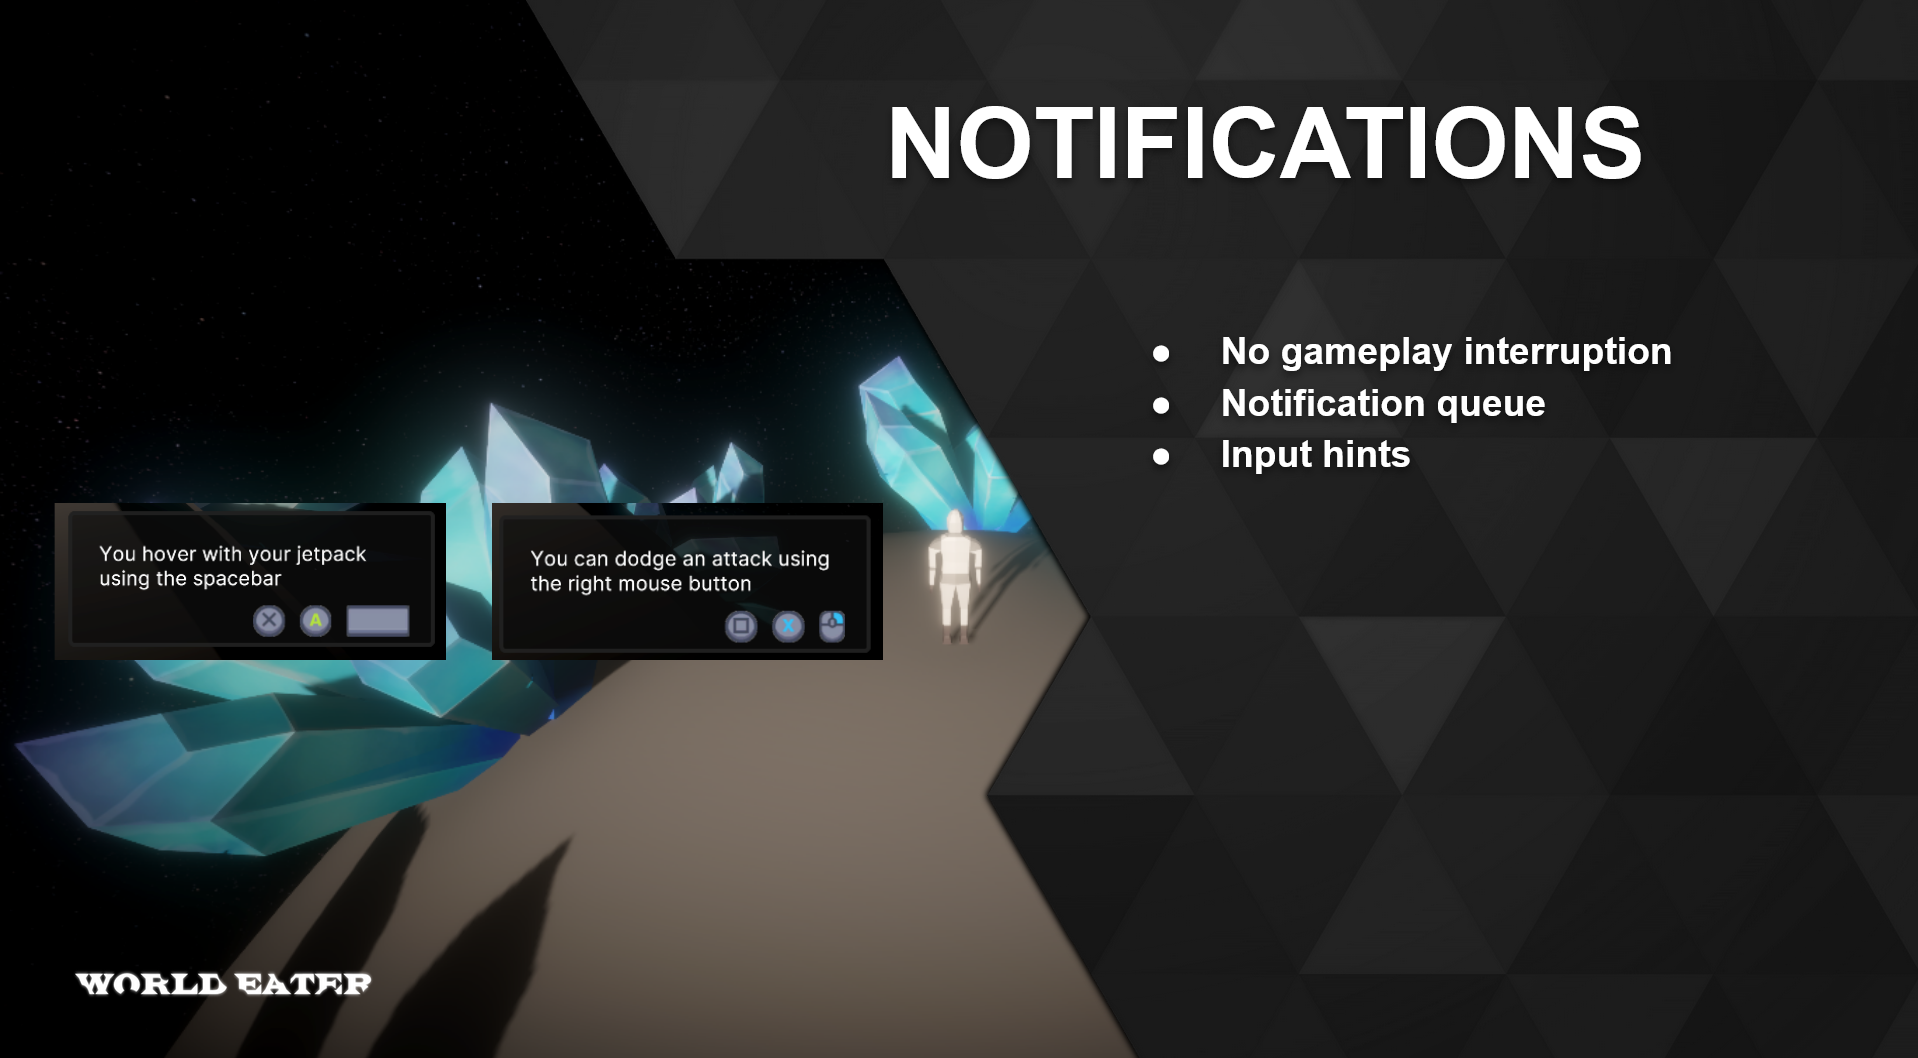 NOTIFICATIONS
● No gameplay interruption
● Notification queue
● Input hints
You hover with your jetpack
using the spacebar
A
You can dodge an attack using
the right mouse button
X
WORLD EATER